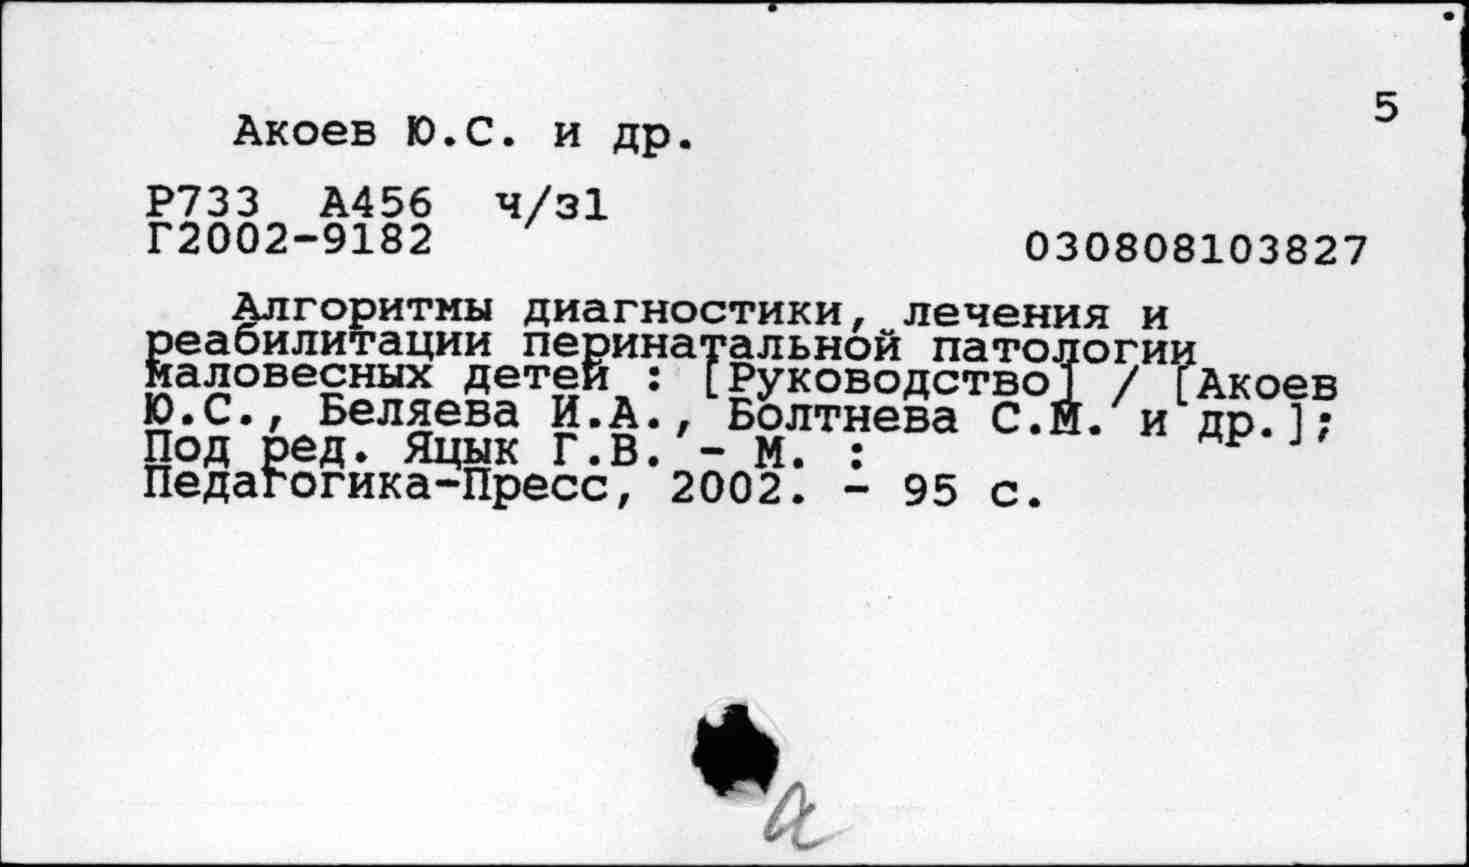 5
Акоев Ю.С. и др.
Р733 А456 ч/з1
Г2002-9182 030808103827
Алгоритмы диагностики, лечения и
реабилитации перинатальной патологии
маловесных детей : [Руководство] / [Акоев
Ю.С., Беляева И.А., Болтнева С.М. и др.];
Под ред. Яцык Г.В. - М. :
Педагогика-Пресс, 2002. - 95 с.
а